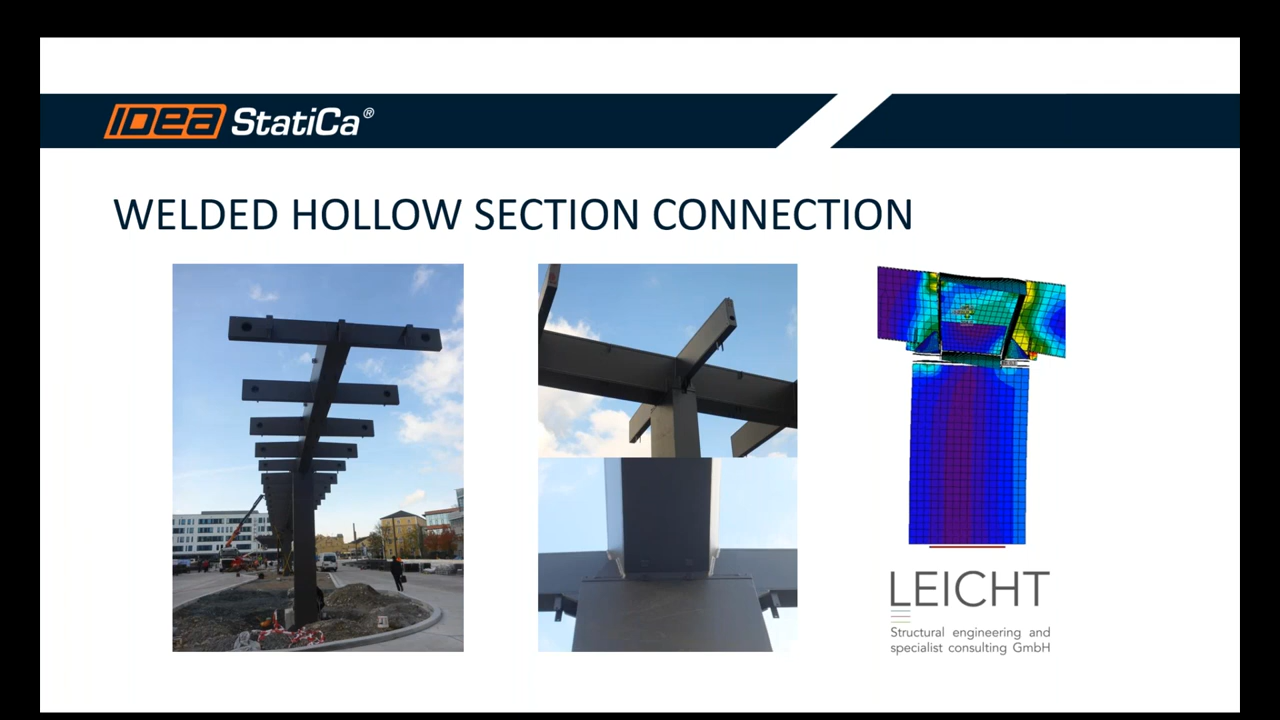 IDEA StatiCa®
WELDED HOLLOW SECTION CONNECTION
LEICHT
Structural engineering and
specialist consulting GmbH